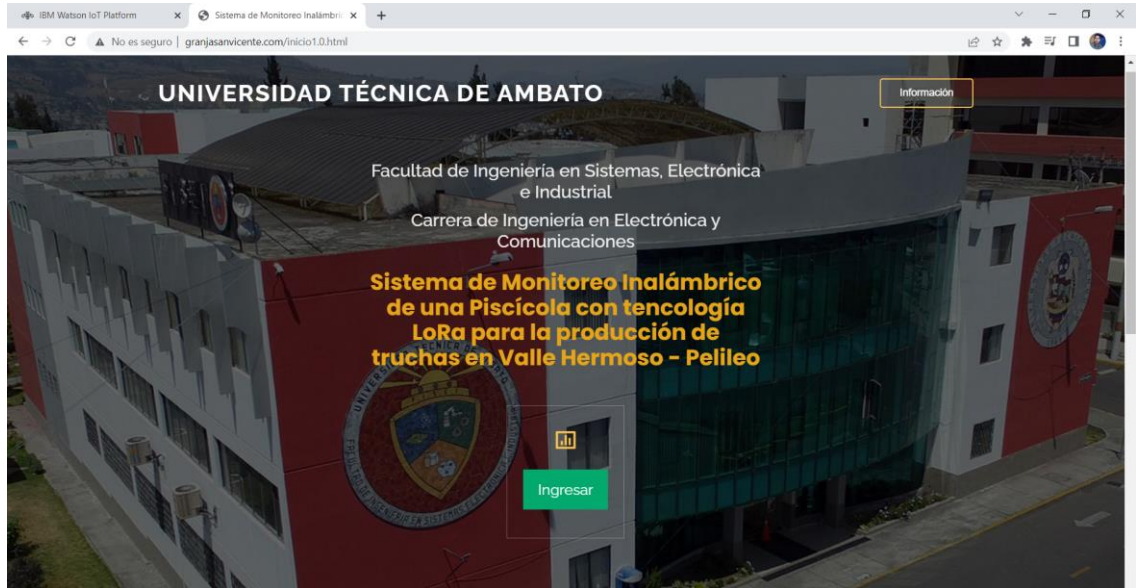 IBM Watson IoT Platform
Sistema de Monitoreo Inalámbri
No es seguro | granjasanvicente.com/inicio1.0.html
UNIVERSIDAD TÉCNICA DE AMBATO
Información
Facultad de Ingeniería en Sistemas, Electrónica
e Industrial
Carrera de Ingeniería en Electrónica y
Comunicaciones
Sistema de Monitoreo Inalámbrico
de una Piscícola con tencología
LoRa para la producción de
truchas en Valle Hermoso - Pelileo
Ingresar